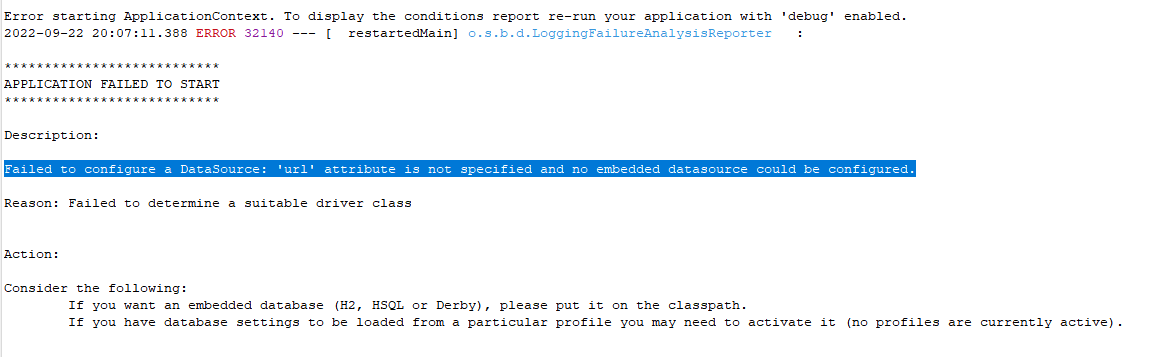 Error starting ApplicationContext. To display the conditions report re-run your application with 'debug' enabled.
2022-09-22 20:07:11.388 ERROR 32140 --- [  restartedMain] o.s.b.d.LoggingFailureAnalysisReporter   :
***************************
APPLICATION FAILED TO START
***************************
Description:
Failed to configure a DataSource: 'url' attribute is not specified and no embedded datasource could be configured.
Reason: Failed to determine a suitable driver class
Action:
Consider the following:
	If you want an embedded database (H2, HSQL or Derby), please put it on the classpath.
	If you have database settings to be loaded from a particular profile you may need to activate it (no profiles are currently active).